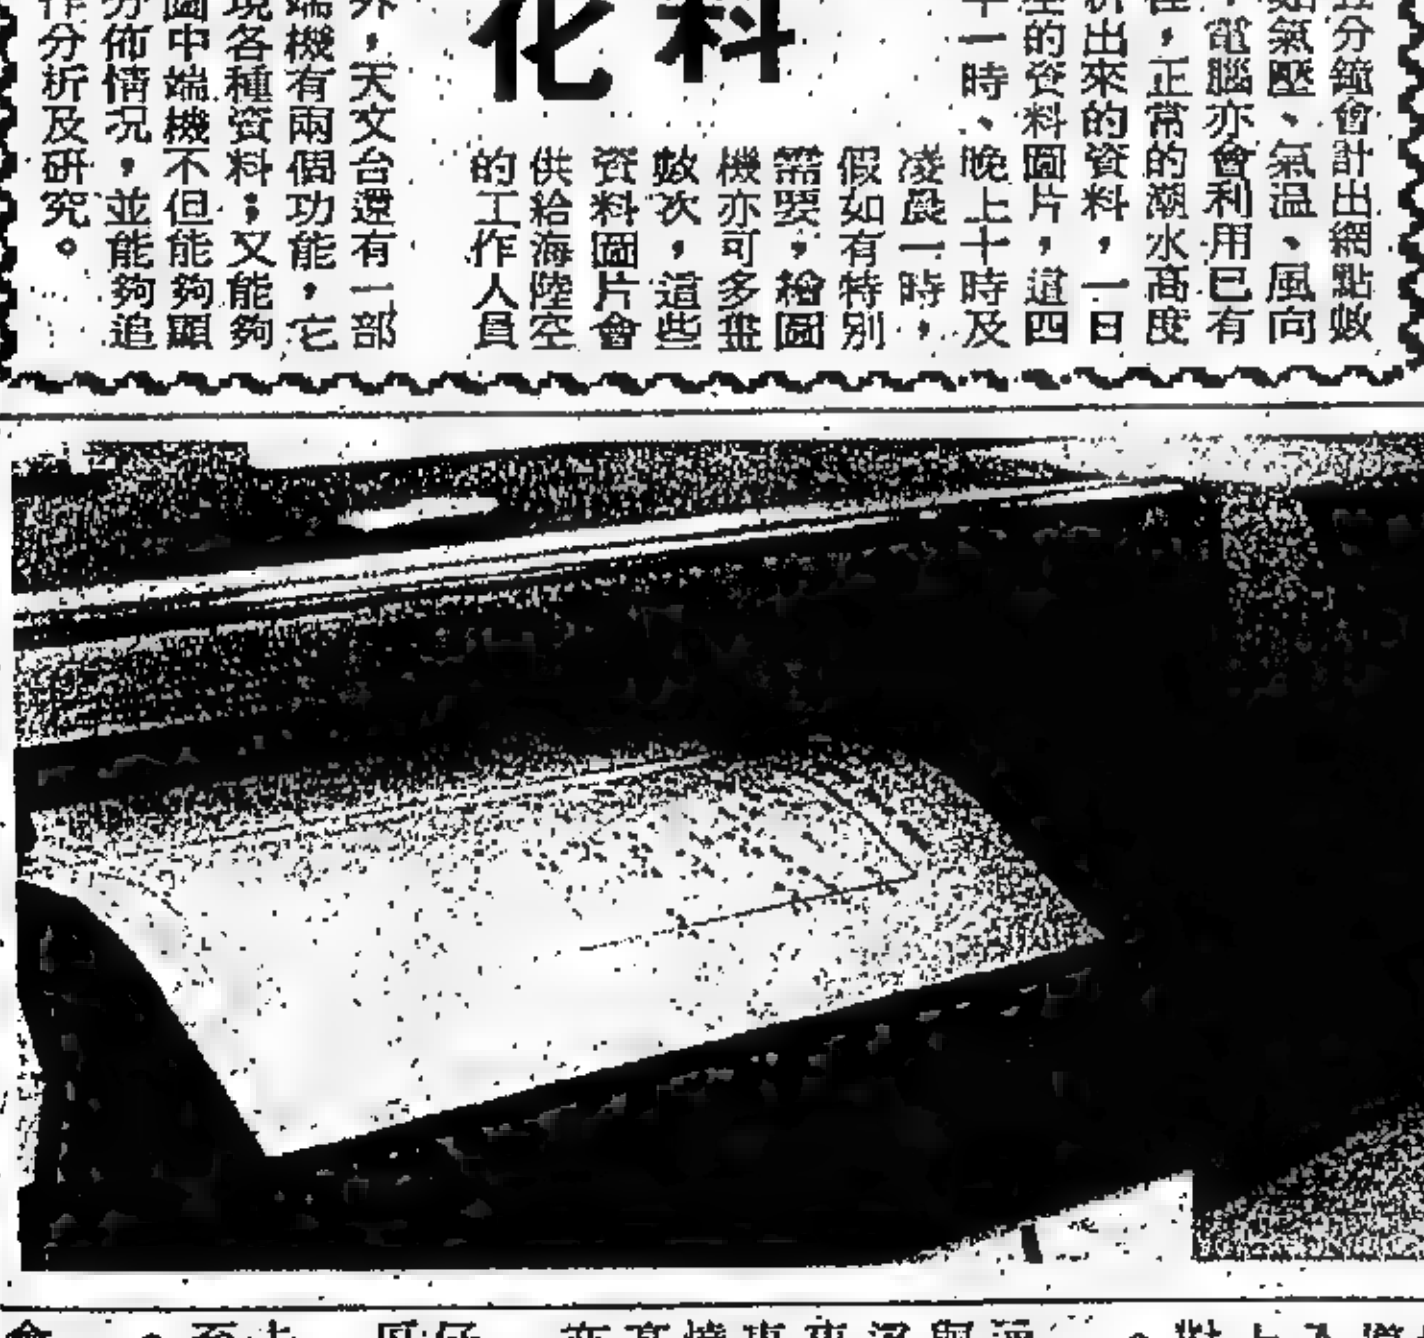 分鐘會計出網點數
氣壓、氣温、風向
電腦亦會利用已有
，正常的潮水高度
出來的資料，一日
的資料圖片，這四
十一時、晚上十時及
凌晨一時，
假如有特別
需要，繪圖
機亦可多畫
數次，這些
資料圖片會
供給海陸空
的工作人員
料化
外，天文台還有一部
端機有兩個功能，它
現各種資料；又能夠
圖中端機不但能夠顯
分佈情况，並能夠追
作分析及研究。